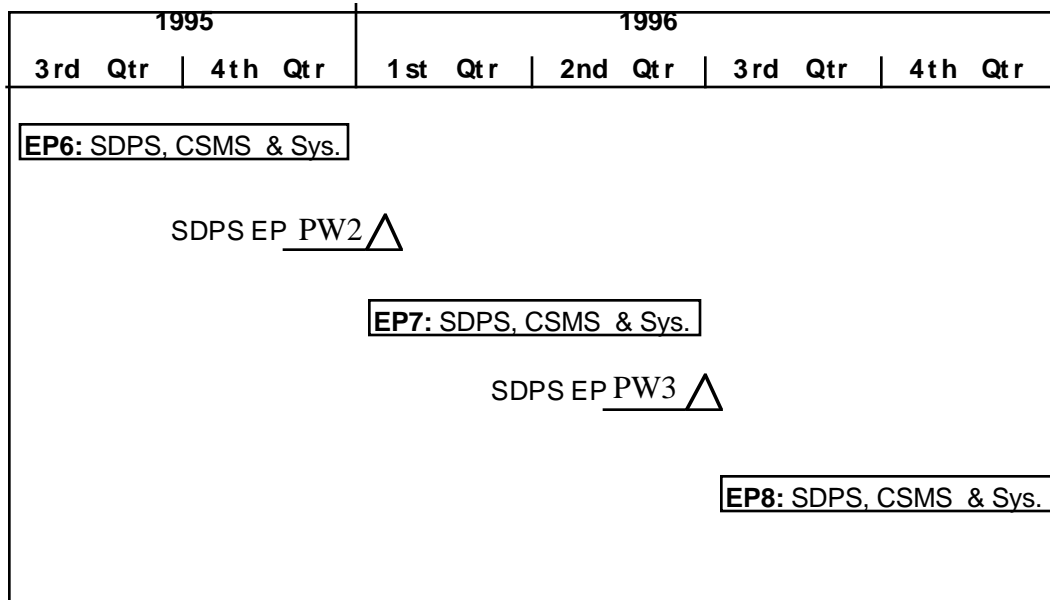 1995 1996
3rd Qtr | 4th Qtr | 1st Qtr | 2nd Qtr | 3rd Qtr | 4th Qtr
EP6: SDPS, CSMS & Sys.
SDPS EP PW2
EP7: SDPS, CSMS & Sys.
SDPS EP PW3
EP8: SDPS, CSMS & Sys.